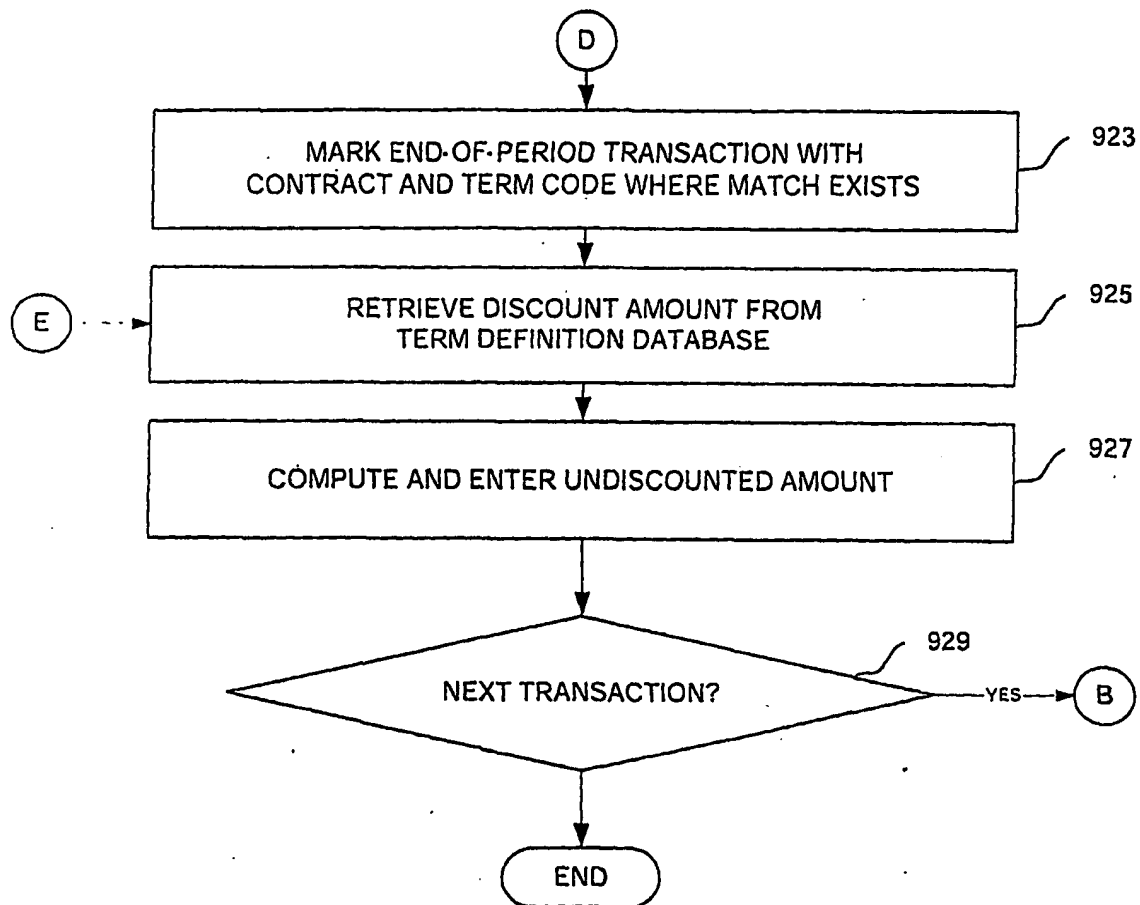 D
MARK END-OF-PERIOD TRANSACTION WITH
CONTRACT AND TERM CODE WHERE MATCH EXISTS
923
E
RETRIEVE DISCOUNT AMOUNT FROM
TERM DEFINITION DATABASE
925
COMPUTE AND ENTER UNDISCOUNTED AMOUNT
927
NEXT TRANSACTION?
929
YES
B
END